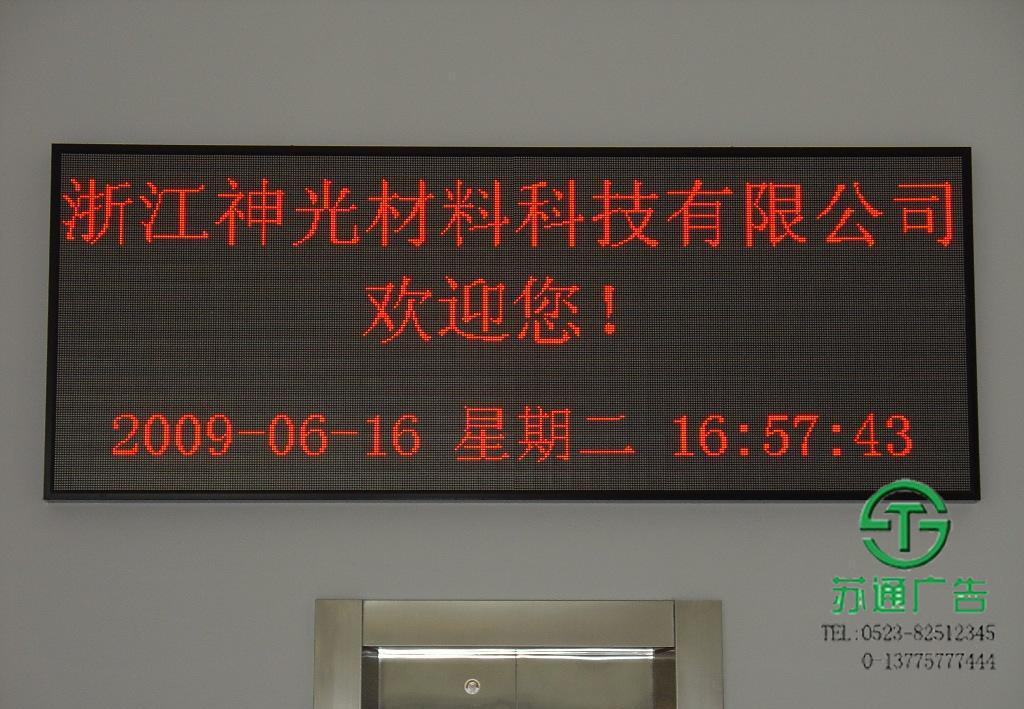 浙江神光材料科技有限公司
欢迎您!
2009-06-16 星期二 16:57:43
苏通广告
TEL:0523-82512345
0-13775777444